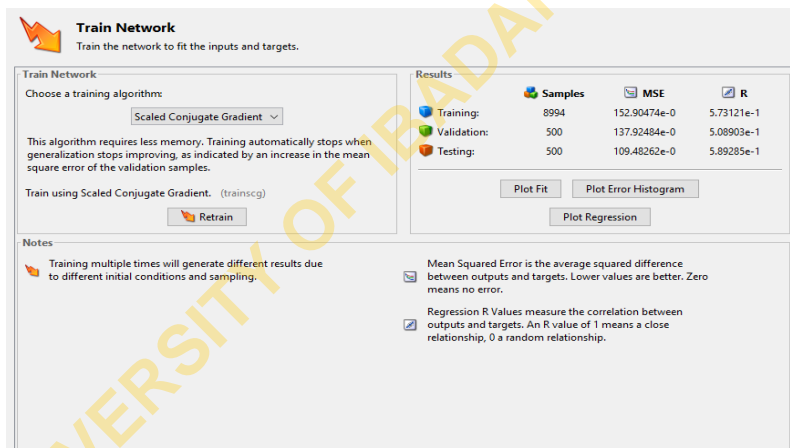 Train Network
Train the network to fit the inputs and targets.
Train Network
Choose a training algorithm:
Scaled Conjugate Gradient
This algorithm requires less memory. Training automatically stops when
generalization stops improving, as indicated by an increase in the mean
square error of the validation samples.
Train using Scaled Conjugate Gradient. (trainscg)
Retrain
Results
Samples MSE R
Training: 8994 152.90474e-0 5.73121e-1
Validation: 500 137.92484e-0 5.08903e-1
Testing: 500 109.48262e-0 5.89285e-1
Plot Fit Plot Error Histogram
Plot Regression
Notes
Training multiple times will generate different results due
to different initial conditions and sampling.
Mean Squared Error is the average squared difference
between outputs and targets. Lower values are better. Zero
means no error.
Regression R Values measure the correlation between
outputs and targets. An R value of 1 means a close
relationship, 0 a random relationship.
VERSITY OF IBADAN